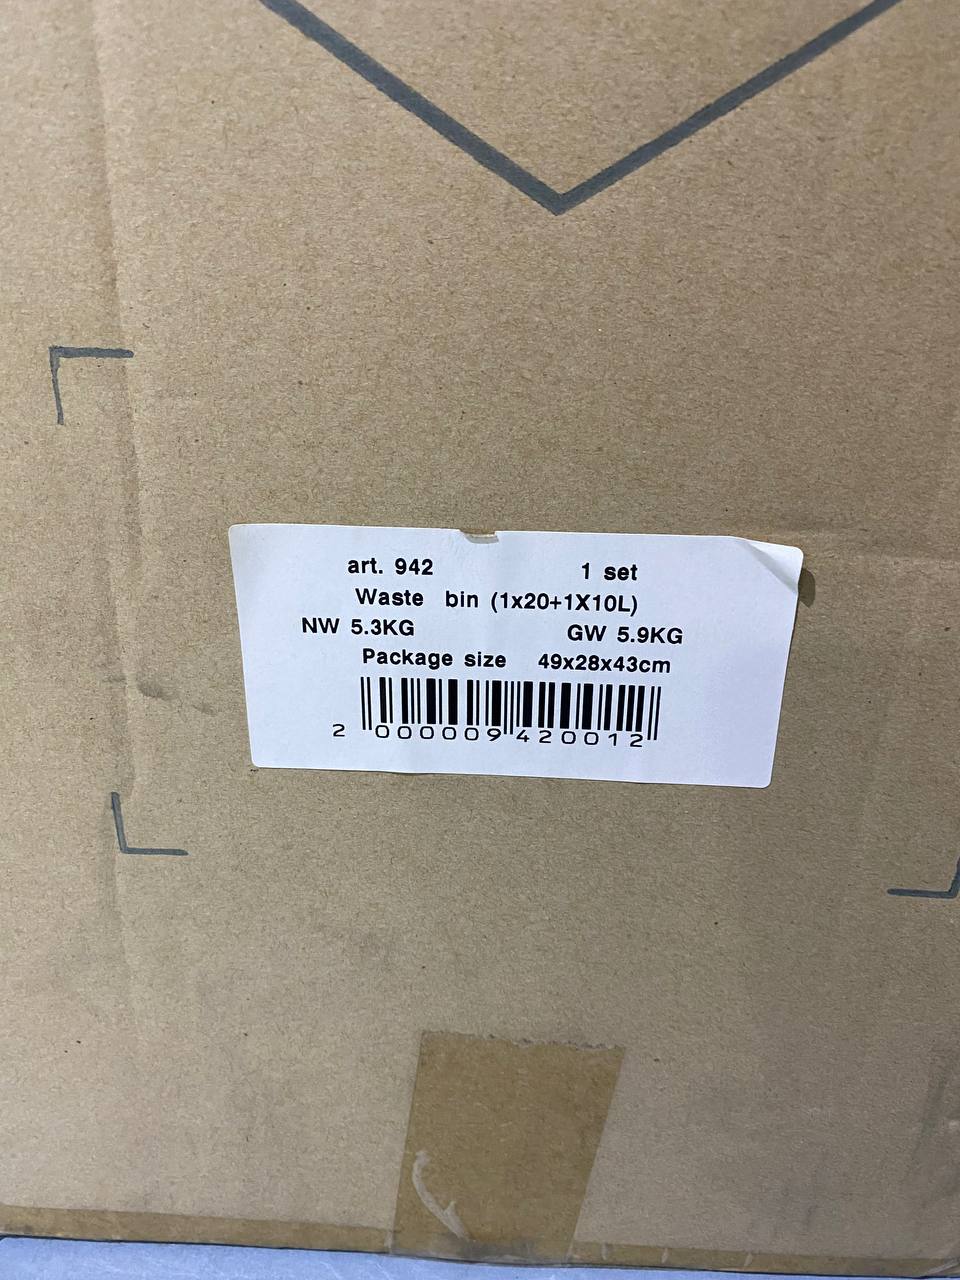 art. 942 1 set
Waste bin (1x20+1X10L)
NW 5.3KG GW 5.9KG
Package size 49x28x43cm
2 000009 420012